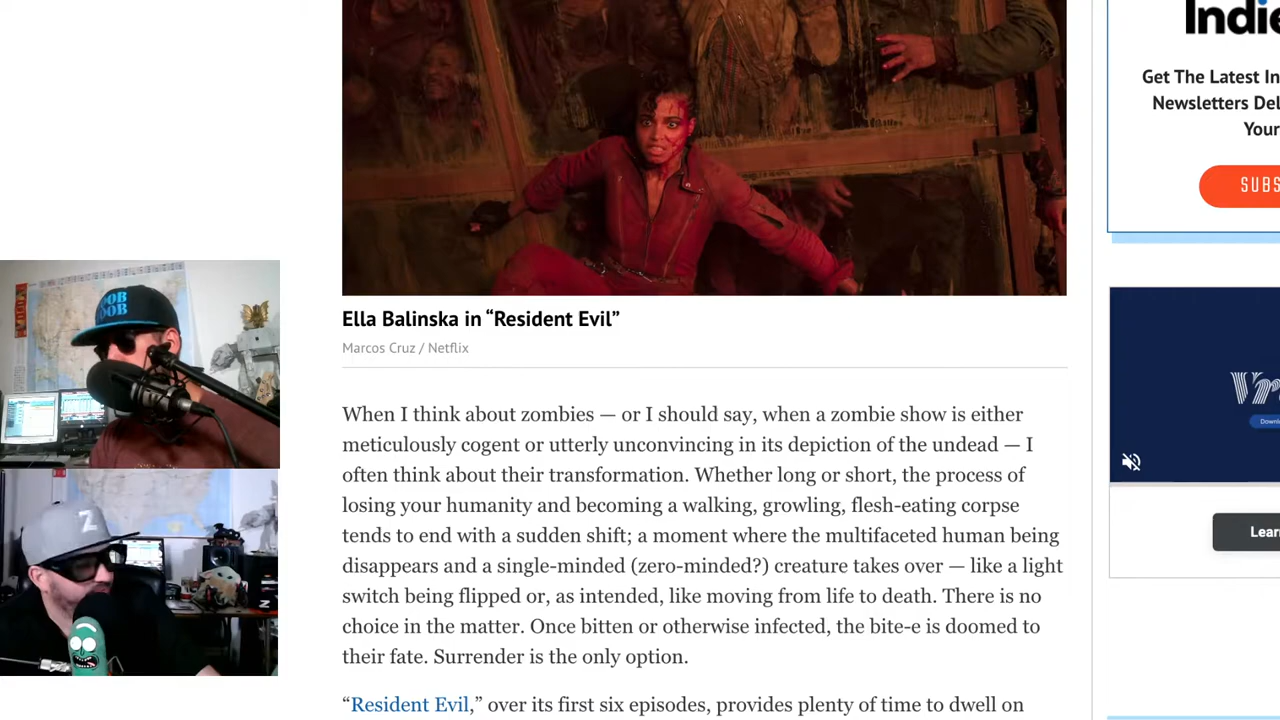 Indie
Get The Latest In
Newsletters Del
Your
SUBS
Ella Balinska in “Resident Evil”
Marcos Cruz / Netflix
When I think about zombies — or I should say, when a zombie show is either
meticulously cogent or utterly unconvincing in its depiction of the undead — I
often think about their transformation. Whether long or short, the process of
losing your humanity and becoming a walking, growling, flesh-eating corpse
tends to end with a sudden shift; a moment where the multifaceted human being
disappears and a single-minded (zero-minded?) creature takes over — like a light
switch being flipped or, as intended, like moving from life to death. There is no
choice in the matter. Once bitten or otherwise infected, the bite-e is doomed to
their fate. Surrender is the only option.
“Resident Evil,” over its first six episodes, provides plenty of time to dwell on
Vr
Downl
Lear
Z